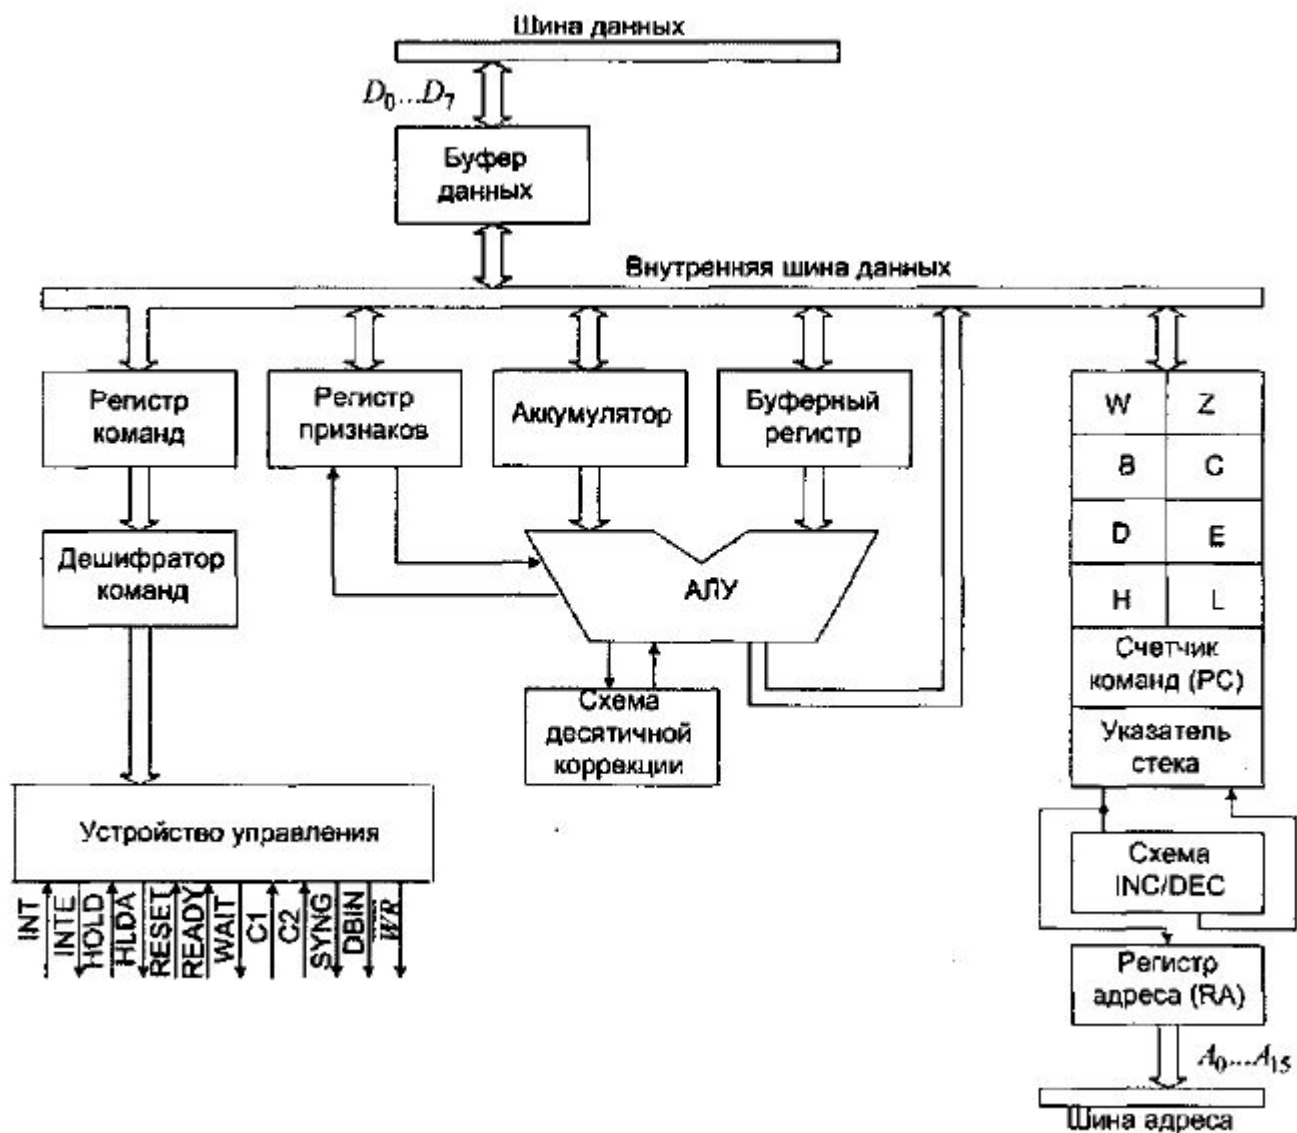 Шина данных
D0...D7
Буфер
данных
Внутренняя шина данных
Регистр
команд
Регистр
признаков
Аккумулятор
Буферный
регистр
W Z
B C
D E
H L
Дешифратор
команд
АЛУ
Счетчик
команд (PC)
Схема
десятичной
коррекции
Указатель
стека
Устройство управления
Схема
INC/DEC
INT
INTE
HOLD
HLDA
RESET
READY
WAIT
C1
C2
SYNG
DBIN
WR
Регистр
адреса (RA)
A0...A15
Шина адреса